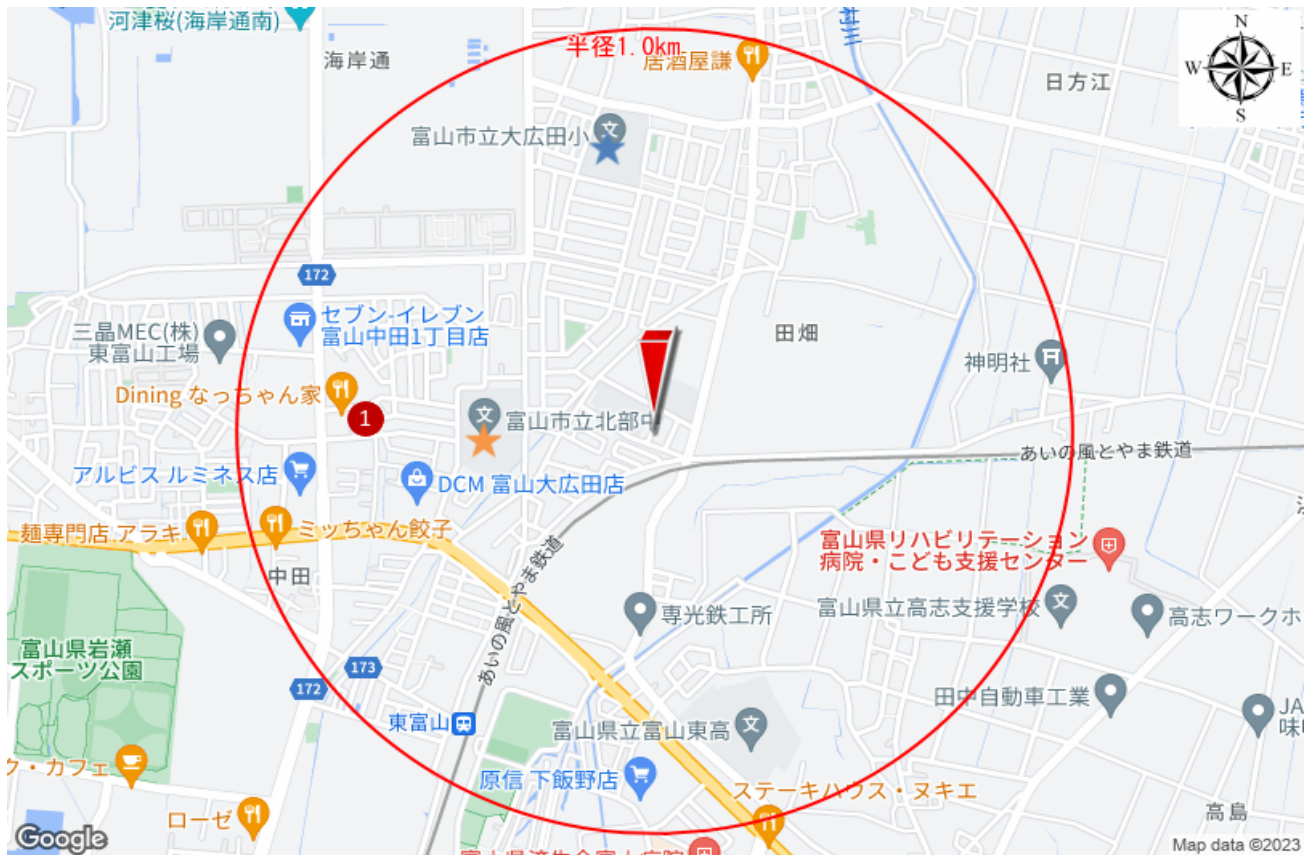 河津桜(海岸通南)
海岸通
半径1.0km
居酒屋謙
日方江
N
W
E
S
富山市立大広田小
172
セブン-イレブン
富山中田1丁目店
三晶MEC(株)
東富山工場
田畑
神明社
Dining なっちゃん家
1
富山市立北部中
あいの風とやま鉄道
アルビス ルミネス店
DCM 富山大広田店
麺専門店 アラキ
ミッちゃん餃子
富山県リハビリテーション
病院・こども支援センター
中田
あいの風とやま鉄道
専光鉄工所
富山県立高志支援学校
高志ワークホ
富山県岩瀬
スポーツ公園
173
172
田中自動車工業
JA
東富山
富山県立富山東高
ク・カフェ
原信 下飯野店
ステーキハウス・ヌキエ
ローゼ
高島
Google
Map data ©2023